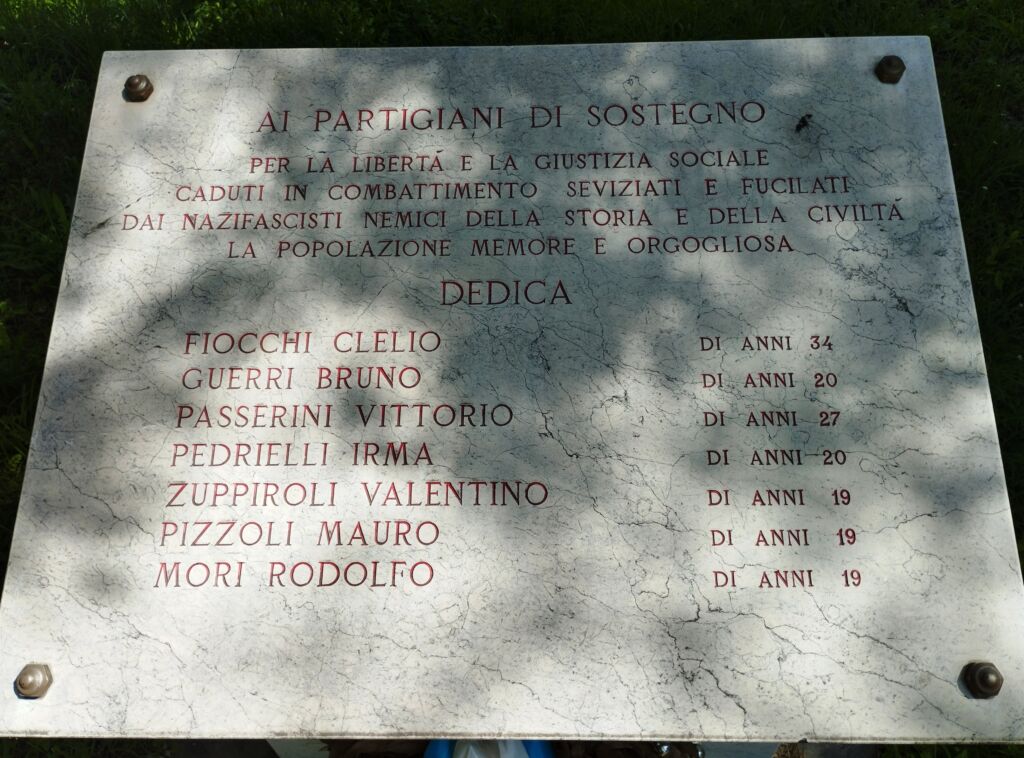 AI PARTIGIANI DI SOSTEGNO
PER LA LIBERTÁ E LA GIUSTIZIA SOCIALE
CADUTI IN COMBATTIMENTO SEVIZIATI E FUCILATI
DAI NAZIFASCISTI NEMICI DELLA STORIA E DELLA CIVILTÁ
LA POPOLAZIONE MEMORE E ORGOGLIOSA
DEDICA
FIOCCHI CLELIO DI ANNI 34
GUERRI BRUNO DI ANNI 20
PASSERINI VITTORIO DI ANNI 27
PEDRIELLI IRMA DI ANNI 20
ZUPPIROLI VALENTINO DI ANNI 19
PIZZOLI MAURO DI ANNI 19
MORI RODOLFO DI ANNI 19